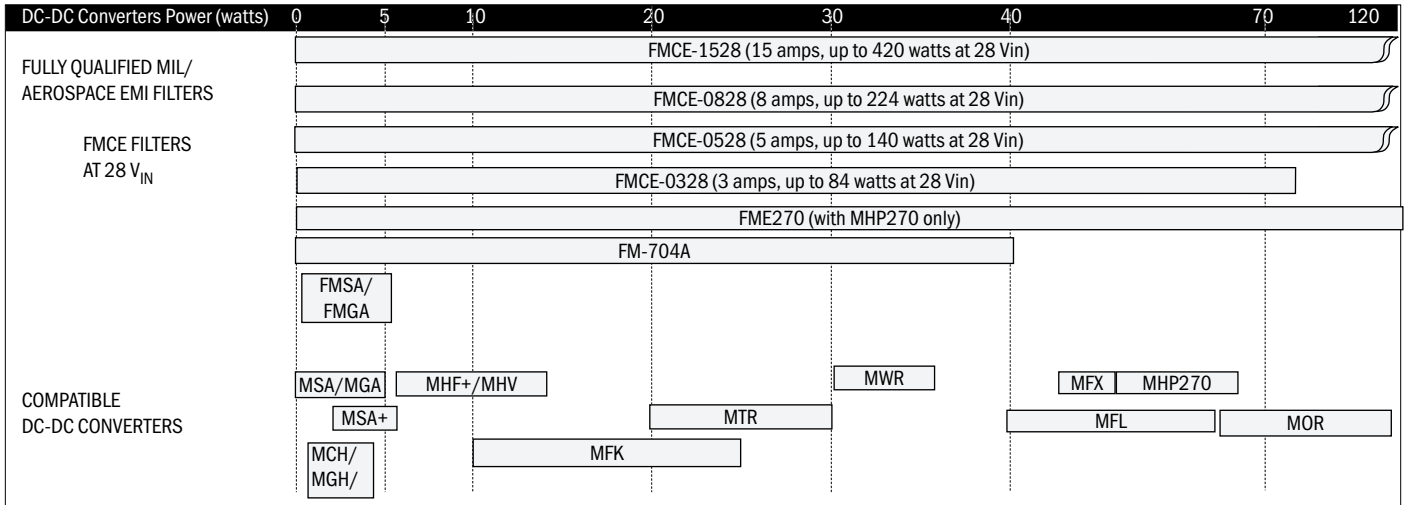 DC-DC Converters Power (watts) 0 5 10 20 30 40 70 120
FULLY QUALIFIED MIL/
AEROSPACE EMI FILTERS
FMCE FILTERS
AT 28 VIN
FMCE-1528 (15 amps, up to 420 watts at 28 Vin)
FMCE-0828 (8 amps, up to 224 watts at 28 Vin)
FMCE-0528 (5 amps, up to 140 watts at 28 Vin)
FMCE-0328 (3 amps, up to 84 watts at 28 Vin)
FME270 (with MHP270 only)
FM-704A
FMSA/
FMGA
COMPATIBLE
DC-DC CONVERTERS
MSA/MGA
MHF+/MHV
MWR
MFX
MHP270
MSA+
MTR
MFL
MOR
MCH/
MGH/
MFK